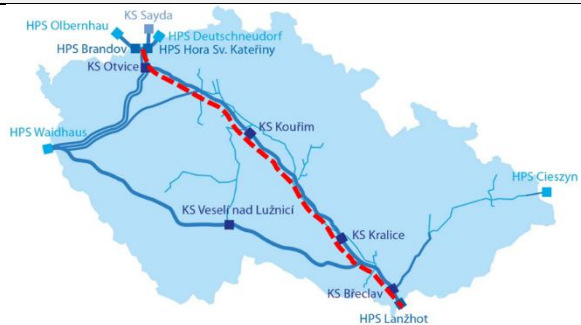 KS Sayda
HPS Olbernhau
HPS Deutschneudorf
HPS Brandov
HPS Hora Sv. Kateřiny
KS Otvice
KS Kouřim
HPS Waidhaus
HPS Cieszyn
KS Veselí nad Lužnicí
KS Kralice
KS Břeclav
HPS Lanžhot